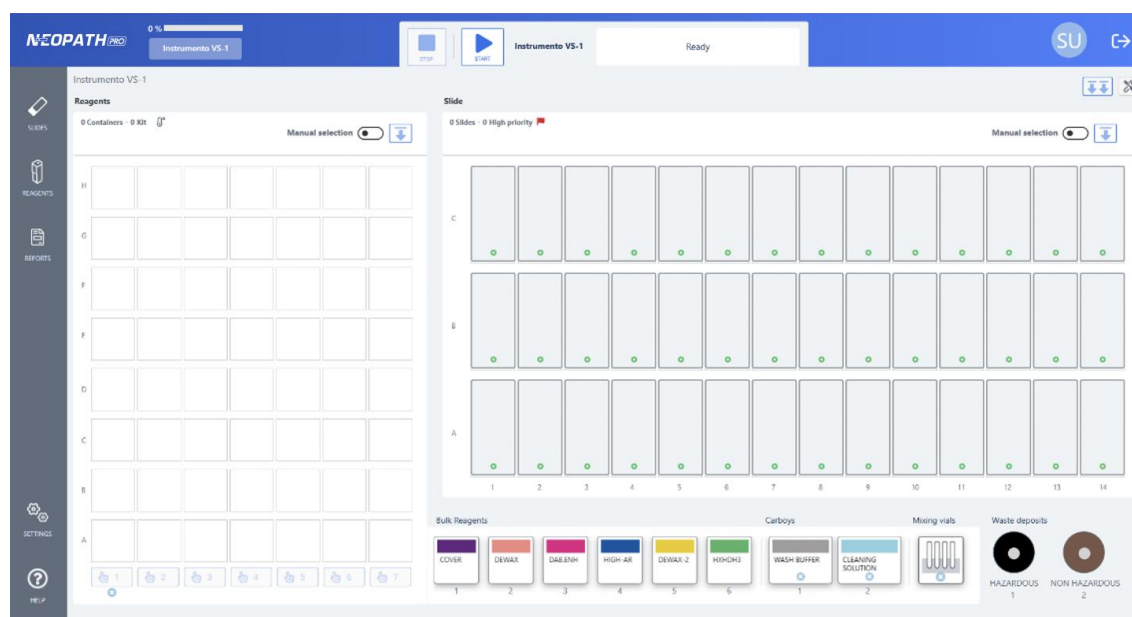 NEOPATH PRO
0 %
Instrumento VS-1
STOP
START
Instrumento VS-1
Ready
SU
SLIDES
REAGENTS
REPORTS
SETTINGS
HELP
Instrumento VS-1
Reagents
0 Containers - 0 Kit
Manual selection
H
G
F
E
D
C
B
A
1 2 3 4 5 6 7
Slide
0 Slides - 0 High priority
Manual selection
C
B
A
1 2 3 4 5 6 7 8 9 10 11 12 13 14
Bulk Reagents
COVER DEWAX DAB.ENH HIGH-AR DEWAX-2 HXHDH3
1 2 3 4 5 6
Carboys
WASH BUFFER
CLEANING
SOLUTION
1 2
Mixing vials
Waste deposits
HAZARDOUS NON HAZARDOUS
1 2